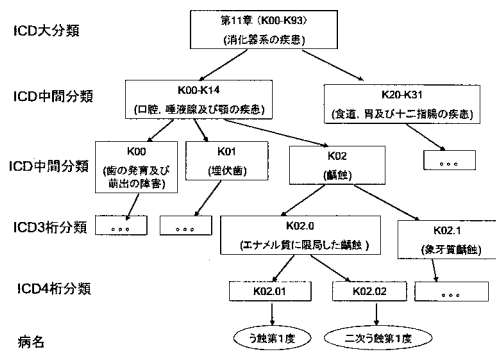 ICD大分類
第11章 (K00-K93)
(消化器系の疾患)
ICD中間分類
K00-K14
(口腔, 唾液腺及び顎の疾患)
K20-K31
(食道, 胃及び十二指腸の疾患)
ICD中間分類
K00
(歯の発育及び
萌出の障害)
K01
(埋伏歯)
K02
(齲蝕)
•••
ICD3桁分類
•••
•••
K02.0
(エナメル質に限局した齲蝕)
K02.1
(象牙質齲蝕)
ICD4桁分類
K02.01
K02.02
•••
病名
う蝕第1度
二次う蝕第1度